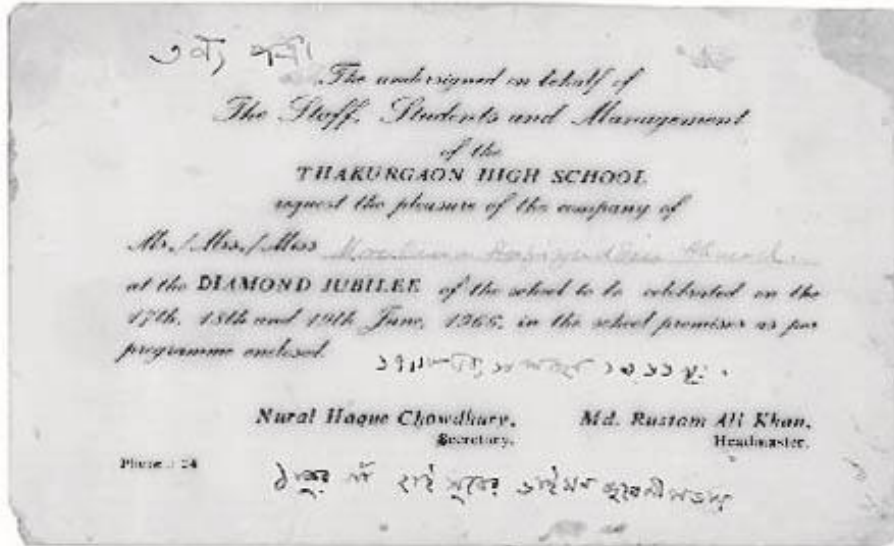 The undersigned on behalf of
The Staff, Students and Management
of the
THAKURGAON HIGH SCHOOL
request the pleasure of the company of
Mr./Mrs./Miss
at the DIAMOND JUBILEE of the school to be celebrated on the
17th, 18th and 19th June, 1966, in the school premises as per
programme enclosed.
Nural Haque Chowdhury, Md. Rustam Ali Khan,
Secretary. Headmaster.
Phone : 24